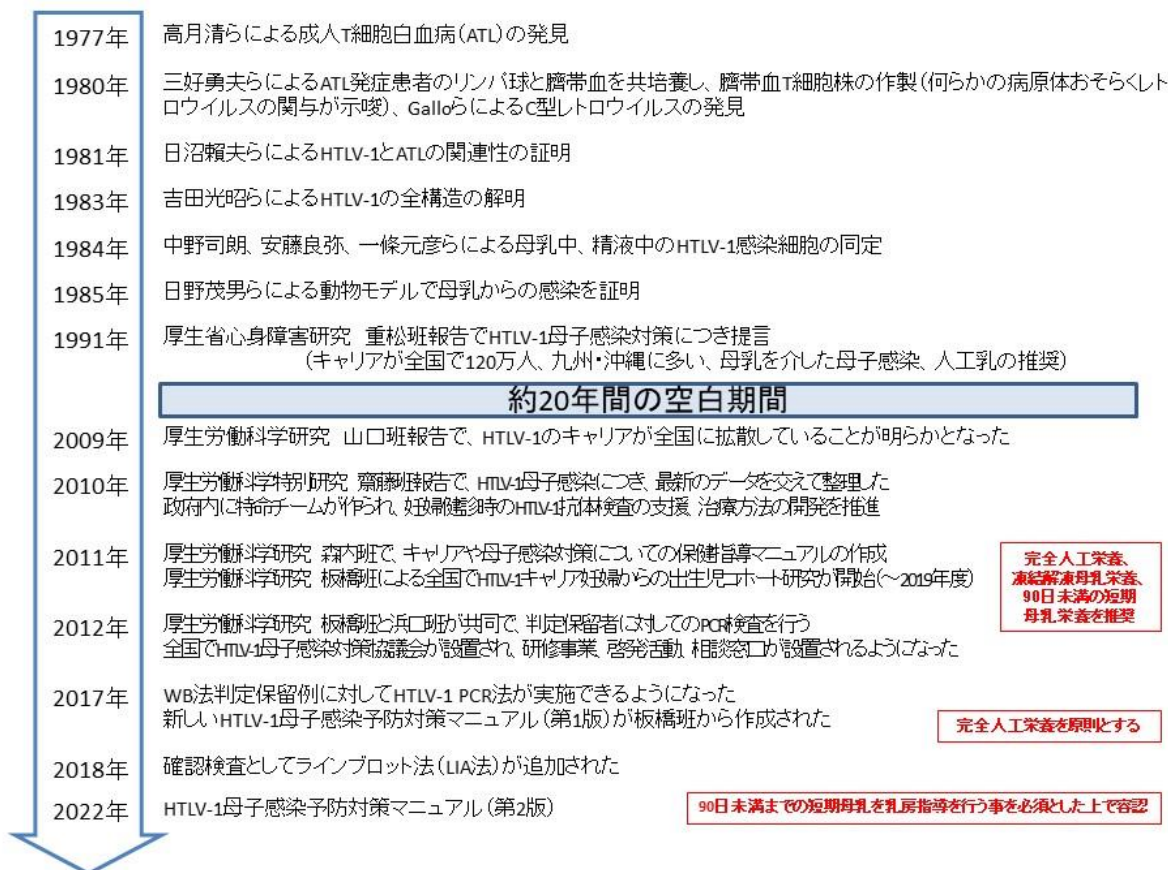 1977年 高月清らによる成人T細胞白血病(ATL)の発見
1980年 三好勇夫らによるATL発症患者のリンパ球と臍帯血を共培養し、臍帯血T細胞株の作製(何らかの病原体おそらくレト
ロウイルスの関与が示唆)、GalloらによるC型レトロウイルスの発見
1981年 日沼頼夫らによるHTLV-1とATLの関連性の証明
1983年 吉田光昭らによるHTLV-1の全構造の解明
1984年 中野司朗、安藤良弥、一條元彦らによる母乳中、精液中のHTLV-1感染細胞の同定
1985年 日野茂男らによる動物モデルで母乳からの感染を証明
1991年 厚生省心身障害研究 重松班報告でHTLV-1母子感染対策につき提言
(キャリアが全国で120万人、九州・沖縄に多い、母乳を介した母子感染、人工乳の推奨)
約20年間の空白期間
2009年 厚生労働科学研究 山口班報告で、HTLV-1のキャリアが全国に拡散していることが明らかとなった
2010年 厚生労働科学特別研究 齋藤班報告で、HTLV-1母子感染につき、最新のデータを交えて整理した
政府内に特命チームが作られ、妊婦健診時のHTLV-1抗体検査の支援、治療方法の開発を推進
2011年 厚生労働科学研究 森内班で、キャリアや母子感染対策についての保健指導マニュアルの作成
厚生労働科学研究 板橋班による全国でHTLV-1キャリア妊婦からの出生児コホート研究が開始(～2019年度)
完全人工栄養、
凍結解凍母乳栄養、
90日未満の短期
母乳栄養を推奨
2012年 厚生労働科学研究 板橋班と浜口班が共同で、判定保留者に対してのPCR検査を行う
全国でHTLV-1母子感染対策協議会が設置され、研修事業、啓発活動、相談窓口が設置されるようになった
2017年 WB法判定保留例に対してHTLV-1 PCR法が実施できるようになった
新しいHTLV-1母子感染予防対策マニュアル(第1版)が板橋班から作成された
完全人工栄養を原則とする
2018年 確認検査としてラインブロット法(LIA法)が追加された
2022年 HTLV-1母子感染予防対策マニュアル(第2版)
90日未満までの短期母乳を乳房指導を行う事を必須とした上で容認